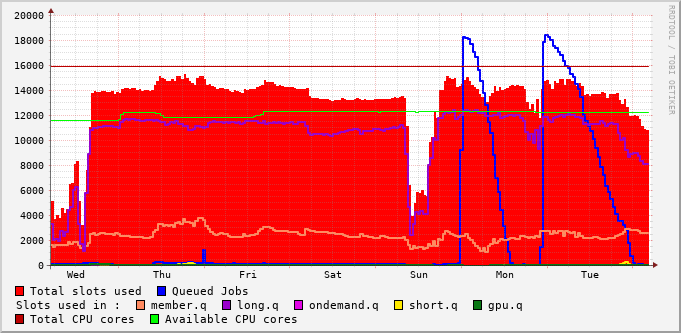 20000
18000
16000
14000
12000
10000
8000
6000
4000
2000
0
Wed Thu Fri Sat Sun Mon Tue
RRDTOOL / TOBI OETIKER
Total slots used Queued Jobs
Slots used in : member.q long.q ondemand.q short.q gpu.q
Total CPU cores Available CPU cores